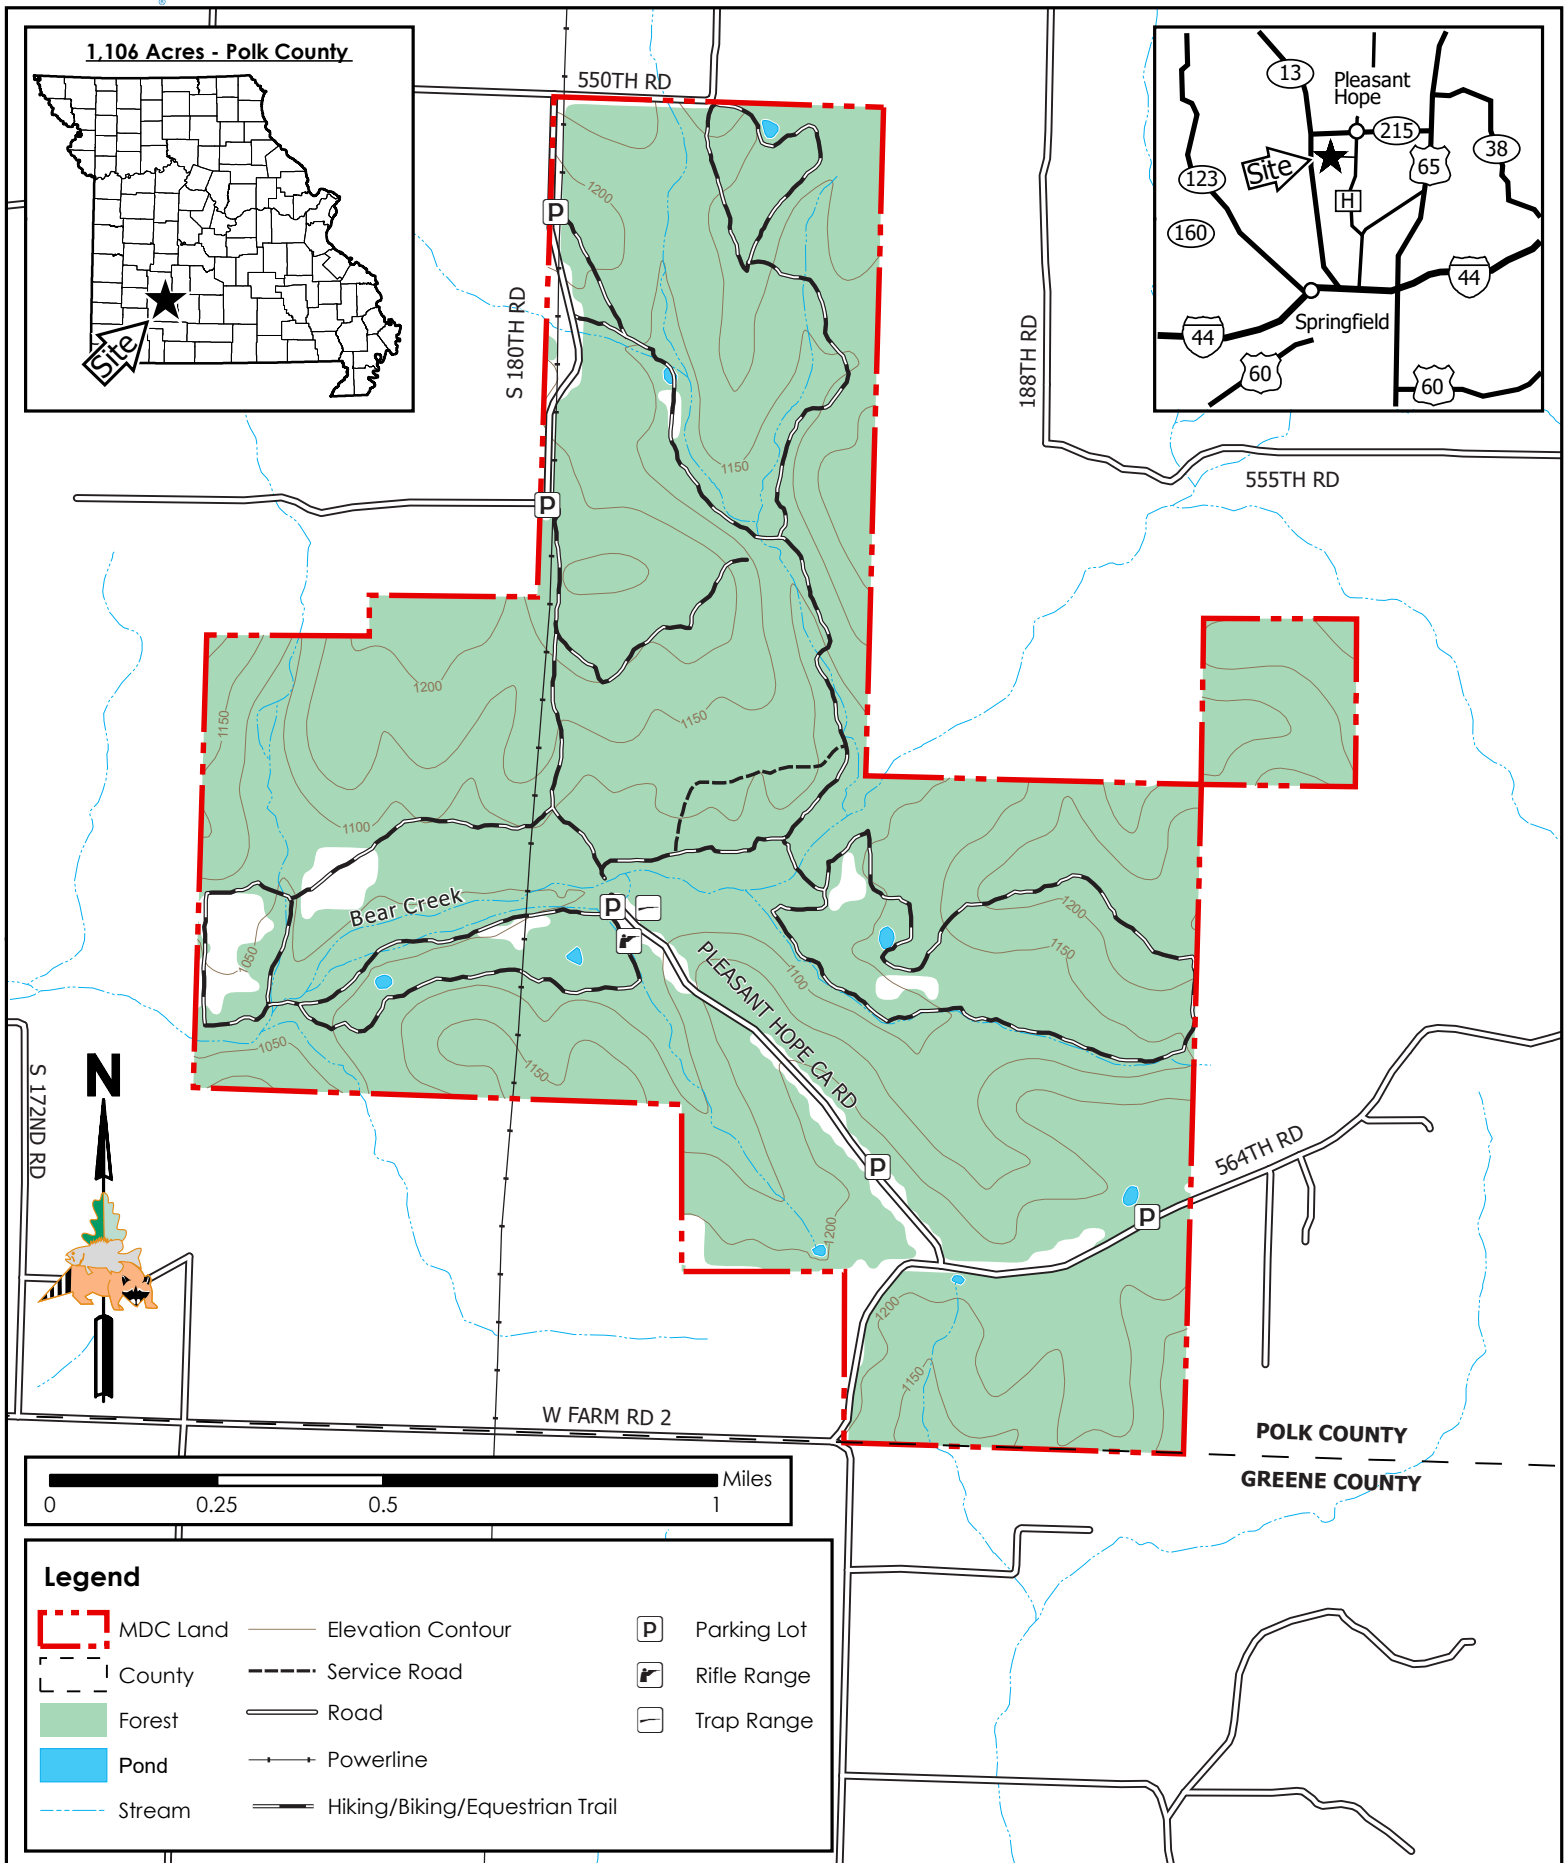 1,106 Acres - Polk County
Site
13
Pleasant
Hope
215
38
65
123
Site
H
160
44
Springfield
44
60
60
550TH RD
1200
P
S 180TH RD
188TH RD
1150
555TH RD
P
1200
1150
1150
1100
Bear Creek
P
1200
1150
1050
1100
PLEASANT HOPE CA RD
1050
1150
N
S 172ND RD
564TH RD
P
P
1200
1200
1150
W FARM RD 2
POLK COUNTY
GREENE COUNTY
Miles
0
0.25
0.5
1
Legend
MDC Land
County
Forest
Pond
Stream
Elevation Contour
Service Road
Road
Powerline
Hiking/Biking/Equestrian Trail
P
Parking Lot
Rifle Range
Trap Range